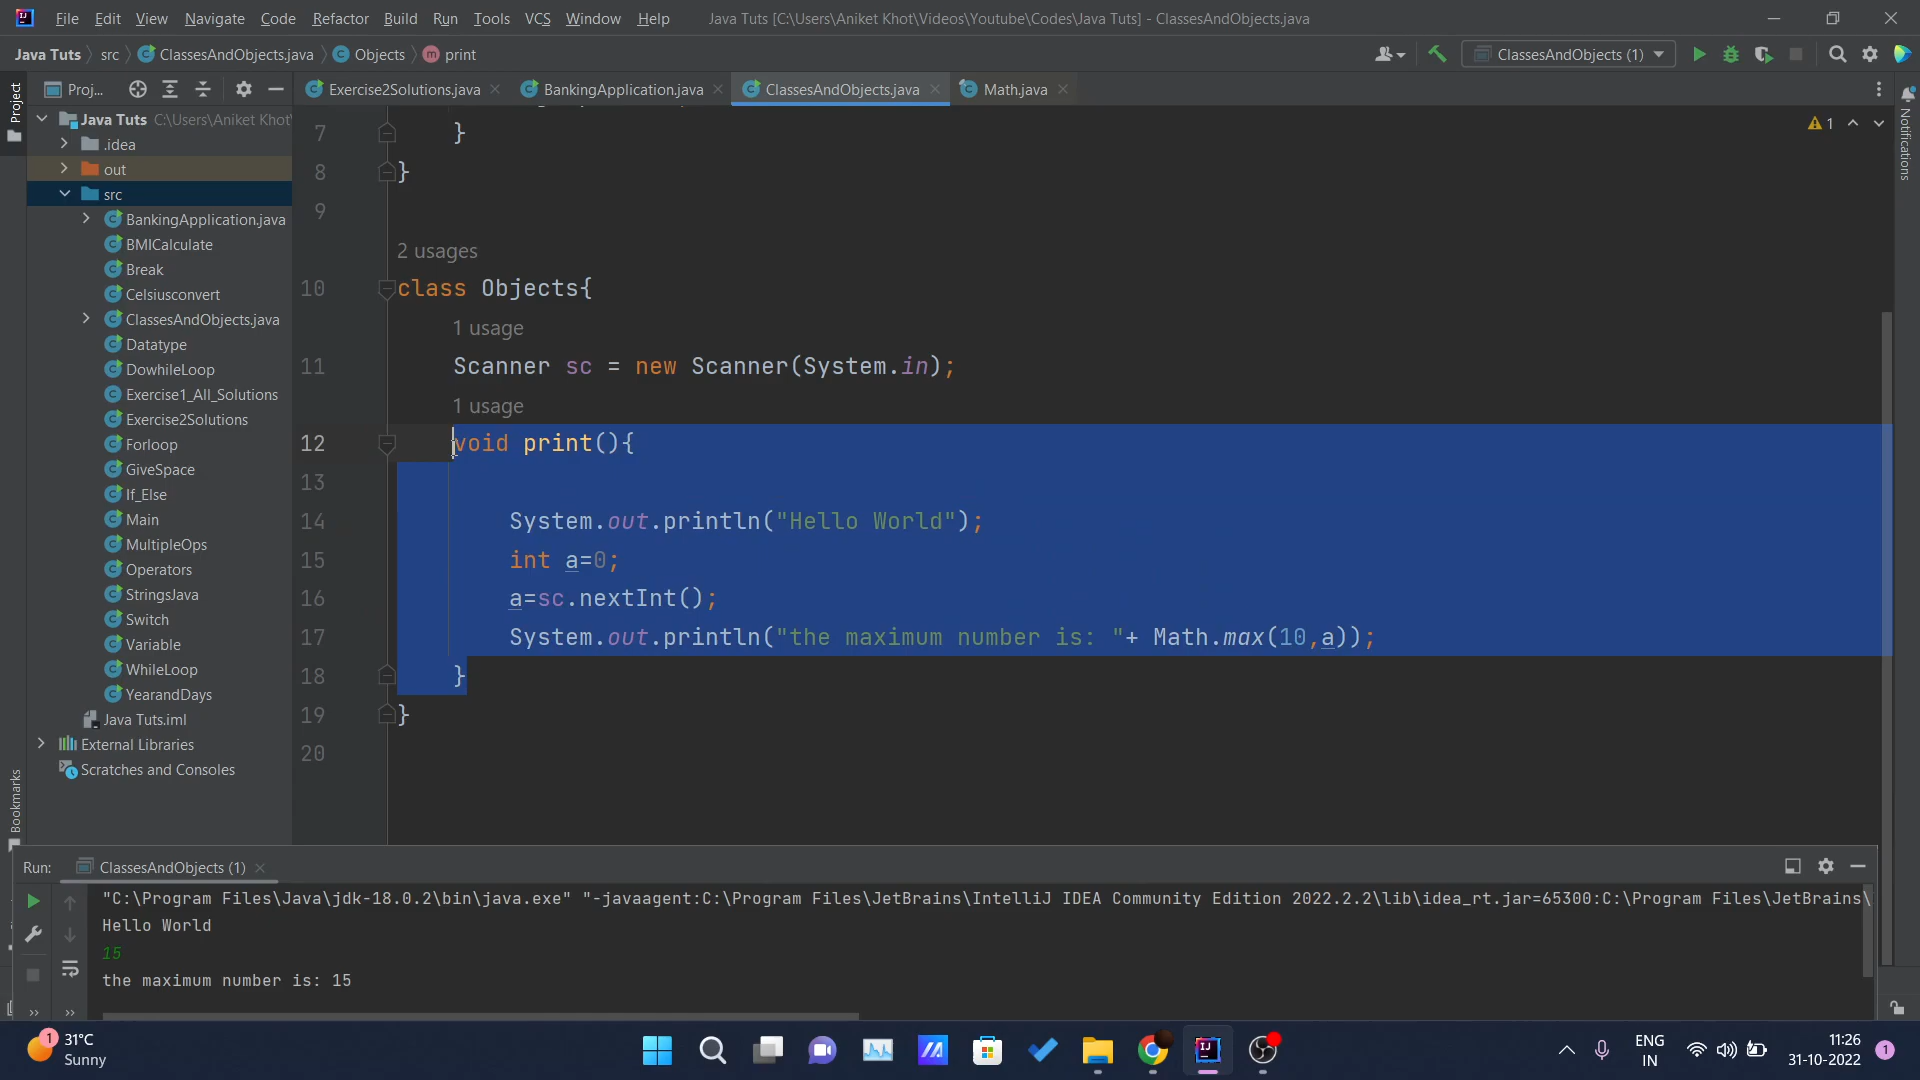 File Edit View Navigate Code Refactor Build Run Tools VCS Window Help Java Tuts [C:\Users\Aniket Khot\Videos\Youtube\Codes\Java Tuts] - ClassesAndObjects.java
Java Tuts src ClassesAndObjects.java Objects print ClassesAndObjects (1)
Proj... Exercise2Solutions.java BankingApplication.java ClassesAndObjects.java Math.java
Project
Java Tuts C:\Users\Aniket Khot\
.idea
out
src
BankingApplication.java
BMICalculate
Break
Celsiusconvert
ClassesAndObjects.java
Datatype
DowhileLoop
Exercise1_All_Solutions
Exercise2Solutions
Forloop
GiveSpace
If_Else
Main
MultipleOps
Operators
StringsJava
Switch
Variable
WhileLoop
YearandDays
Java Tuts.iml
External Libraries
Scratches and Consoles
Bookmarks
Notifications
1
7 }
8 }
9
2 usages
10 class Objects{
1 usage
11 Scanner sc = new Scanner(System.in);
1 usage
12 void print(){
13
14 System.out.println("Hello World");
15 int a=0;
16 a=sc.nextInt();
17 System.out.println("the maximum number is: "+ Math.max(10,a));
18 }
19 }
20
Run: ClassesAndObjects (1)
"C:\Program Files\Java\jdk-18.0.2\bin\java.exe" "-javaagent:C:\Program Files\JetBrains\IntelliJ IDEA Community Edition 2022.2.2\lib\idea_rt.jar=65300:C:\Program Files\JetBrains\
Hello World
15
the maximum number is: 15
1 31°C
Sunny
ENG
IN
11:26
31-10-2022
1